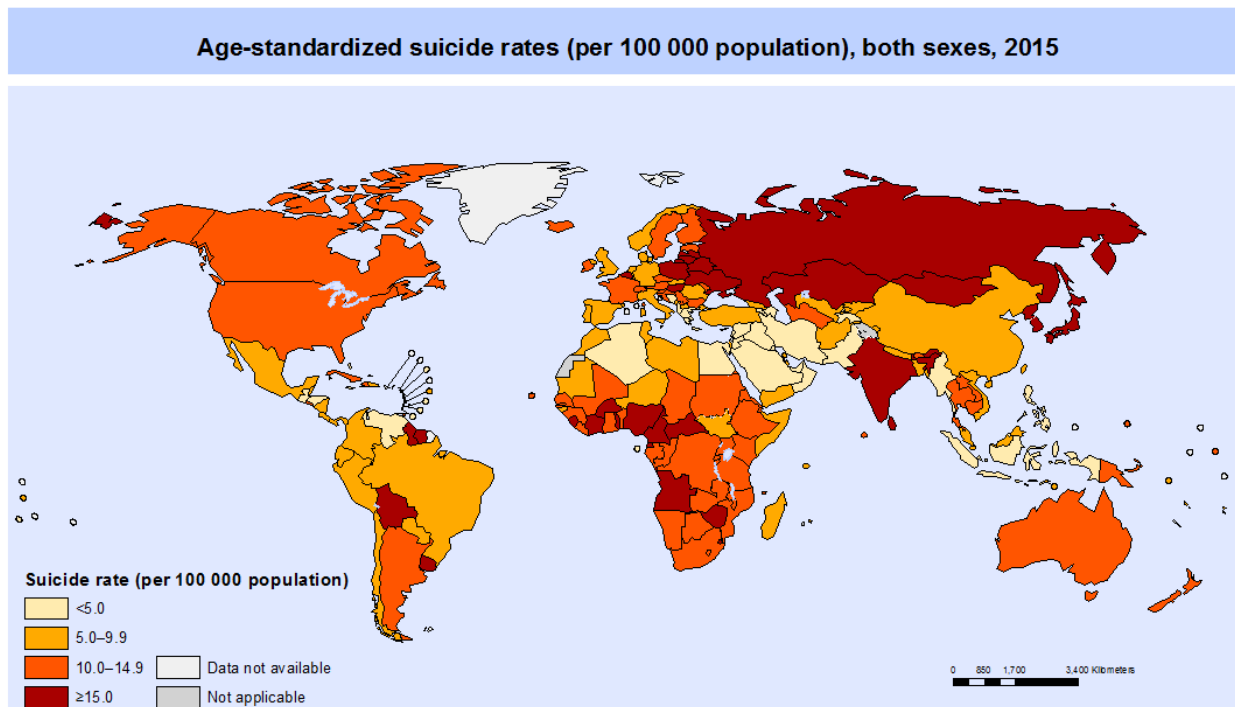 Age-standardized suicide rates (per 100 000 population), both sexes, 2015
Suicide rate (per 100 000 population)
<5.0
5.0–9.9
10.0–14.9
≥15.0
Data not available
Not applicable
0 850 1,700 3,400 Kilometers